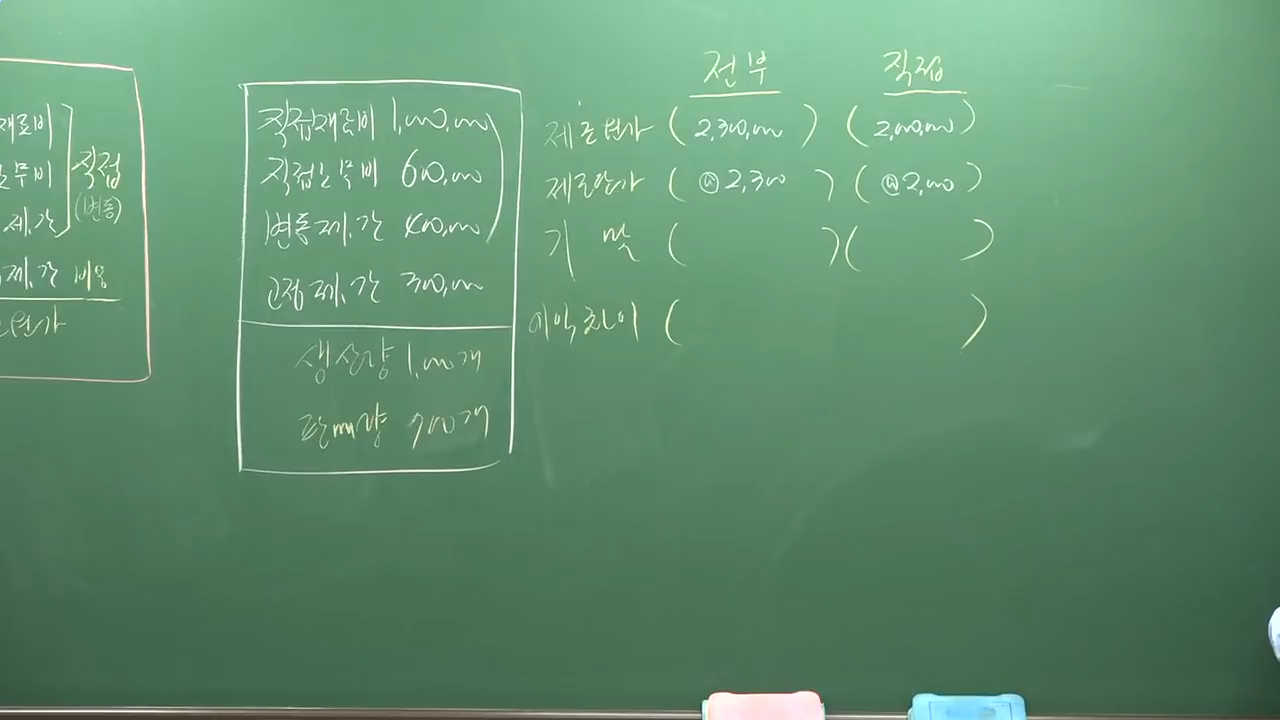 재료비
노무비
제.간
제.간 비용
원가
직접
(변동)
직접재료비 1,000,000
직접노무비 600,000
변동제.간 400,000
고정제.간 300,000
생산량 1,000개
판매량 900개
전부 직접
제조원가 ( 2,300,000 ) ( 2,000,000 )
제조단가 ( @2,300 ) ( @2,000 )
기 말 ( ) ( )
이익차이 ( )